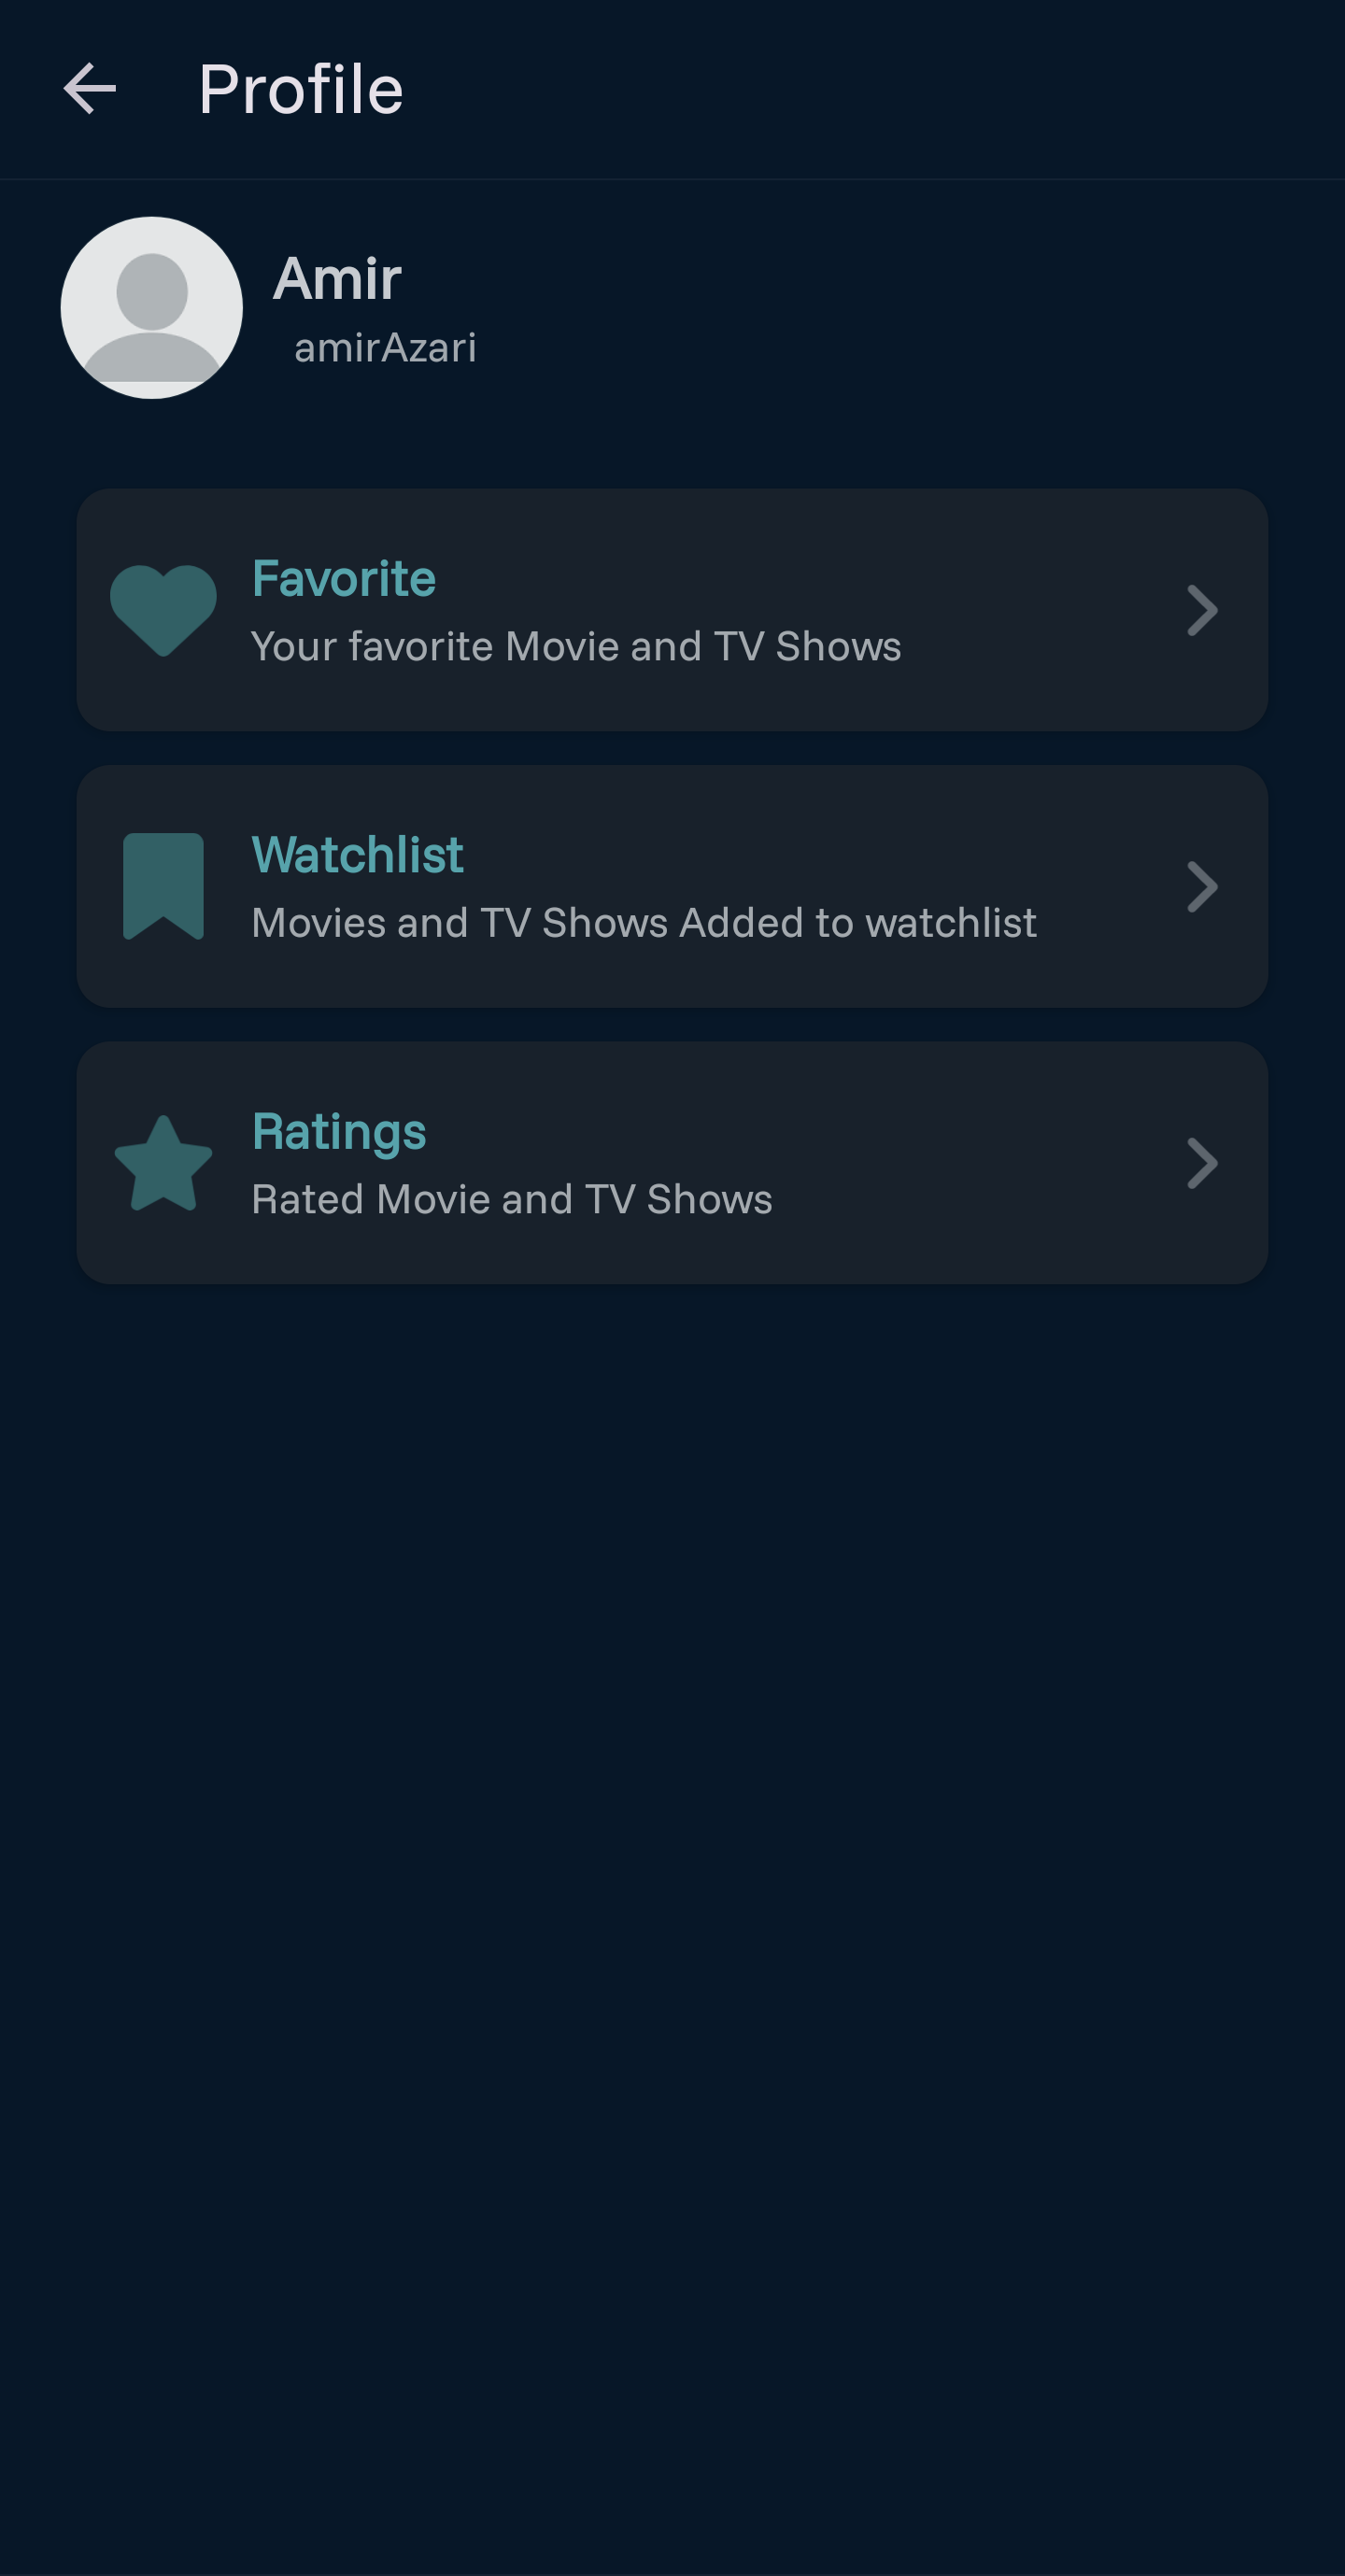 Profile
Amir
amirAzari
Favorite
Your favorite Movie and TV Shows
Watchlist
Movies and TV Shows Added to watchlist
Ratings
Rated Movie and TV Shows